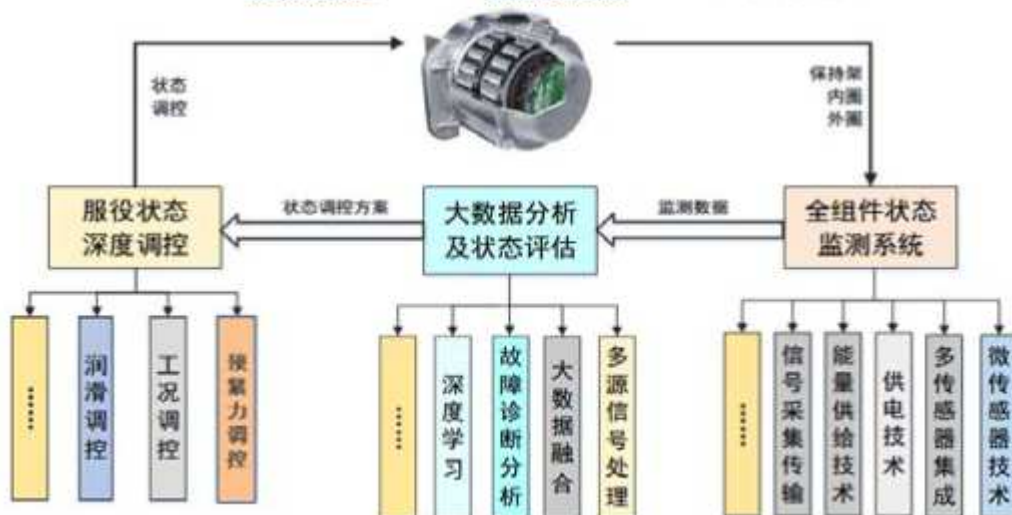 状态
调控
保持架
内圈
外圈
服役状态
深度调控
状态调控方案
大数据分析
及状态评估
监测数据
全组件状态
监测系统
……
润滑调控
工况调控
紧力调控
……
深度学习
故障诊断分析
大数据融合
多源信号处理
……
信号采集传输
能量供给技术
供电技术
多传感器集成
微传感器技术